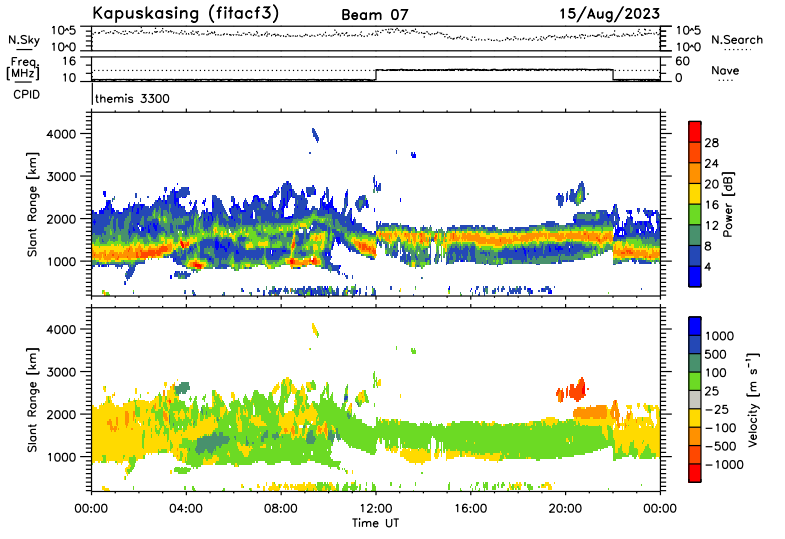 Kapuskasing (fitacf3) Beam 07 15/Aug/2023
N.Sky 10^5 10^0 10^5 10^0 N.Search
Freq. [MHz] 16 10 60 0 Nave
CPID themis 3300
Slant Range [km] 4000 3000 2000 1000
28 24 20 16 12 8 4 Power [dB]
Slant Range [km] 4000 3000 2000 1000
1000 500 100 25 −25 −100 −500 −1000 Velocity [m s⁻¹]
00:00 04:00 08:00 12:00 16:00 20:00 00:00
Time UT